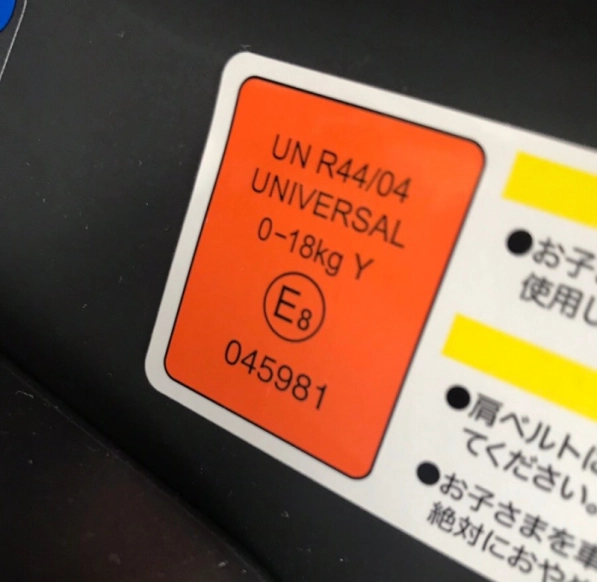 UN R44/04
UNIVERSAL
0-18kg Y
E8
045981
●お子
使用し
●肩ベルトに
てください。
●お子さまを車
絶対におやめ